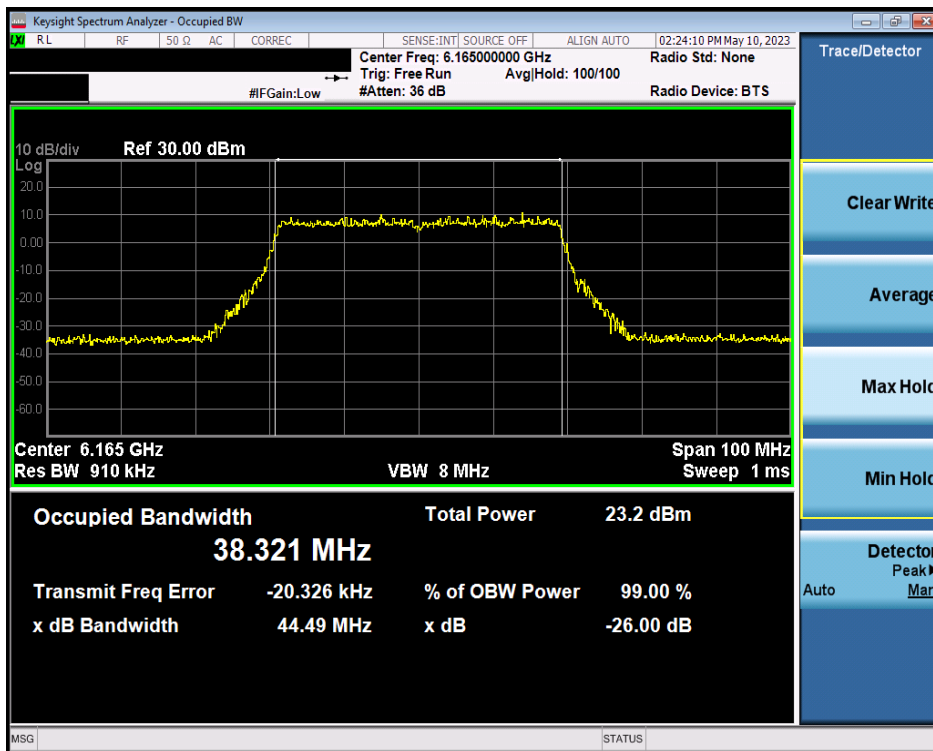 Keysight Spectrum Analyzer - Occupied BW
LXI RL RF 50 Ω AC CORREC SENSE:INT SOURCE OFF ALIGN AUTO 02:24:10 PM May 10, 2023
Center Freq: 6.165000000 GHz Radio Std: None
Trig: Free Run Avg|Hold: 100/100
#IFGain:Low #Atten: 36 dB Radio Device: BTS
Trace/Detector
10 dB/div Ref 30.00 dBm
Log
20.0
10.0
0.00
-10.0
-20.0
-30.0
-40.0
-50.0
-60.0
Center 6.165 GHz Span 100 MHz
Res BW 910 kHz VBW 8 MHz Sweep 1 ms
Occupied Bandwidth Total Power 23.2 dBm
38.321 MHz
Transmit Freq Error -20.326 kHz % of OBW Power 99.00 %
x dB Bandwidth 44.49 MHz x dB -26.00 dB
Clear Write
Average
Max Hold
Min Hold
Detector
Peak
Auto Man
MSG STATUS